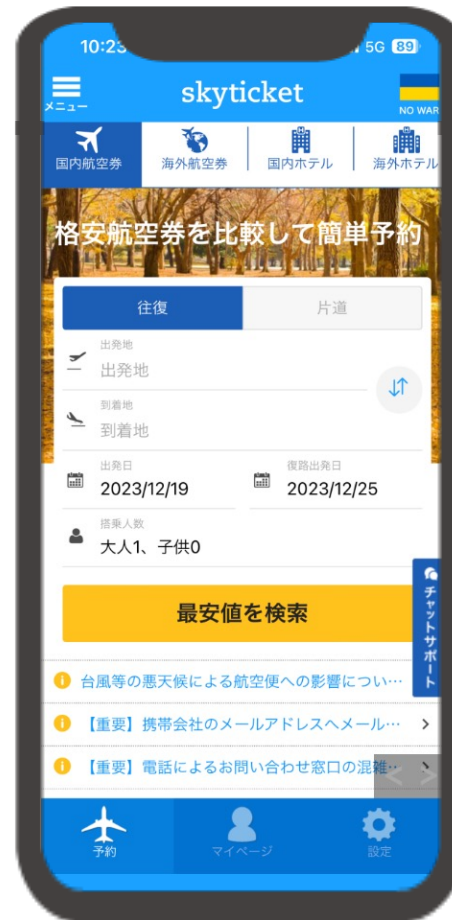 10:23
5G 89
メニュー
skyticket
NO WAR
国内航空券
海外航空券
国内ホテル
海外ホテル
格安航空券を比較して簡単予約
往復
片道
出発地
出発地
到着地
到着地
出発日
復路出発日
2023/12/19
2023/12/25
搭乗人数
大人1、子供0
最安値を検索
チャットサポート
台風等の悪天候による航空便への影響につい…
【重要】携帯会社のメールアドレスへメール…
【重要】電話によるお問い合わせ窓口の混雑…
予約
マイページ
設定